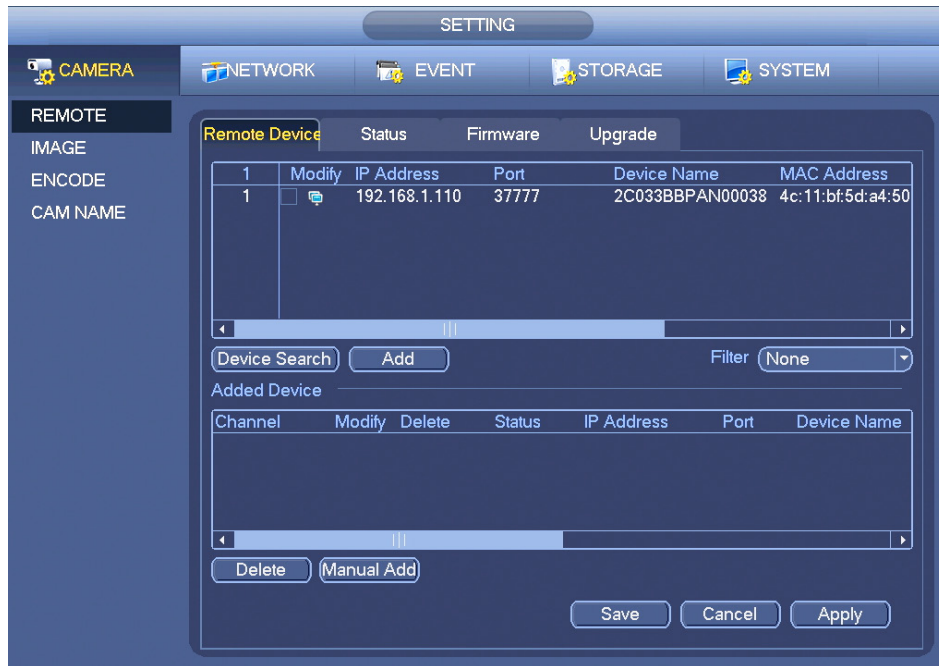 SETTING
CAMERA NETWORK EVENT STORAGE SYSTEM
REMOTE
IMAGE
ENCODE
CAM NAME
Remote Device Status Firmware Upgrade
1 Modify IP Address Port Device Name MAC Address
1 192.168.1.110 37777 2C033BBPAN00038 4c:11:bf:5d:a4:50
Device Search Add Filter None
Added Device
Channel Modify Delete Status IP Address Port Device Name
Delete Manual Add
Save Cancel Apply